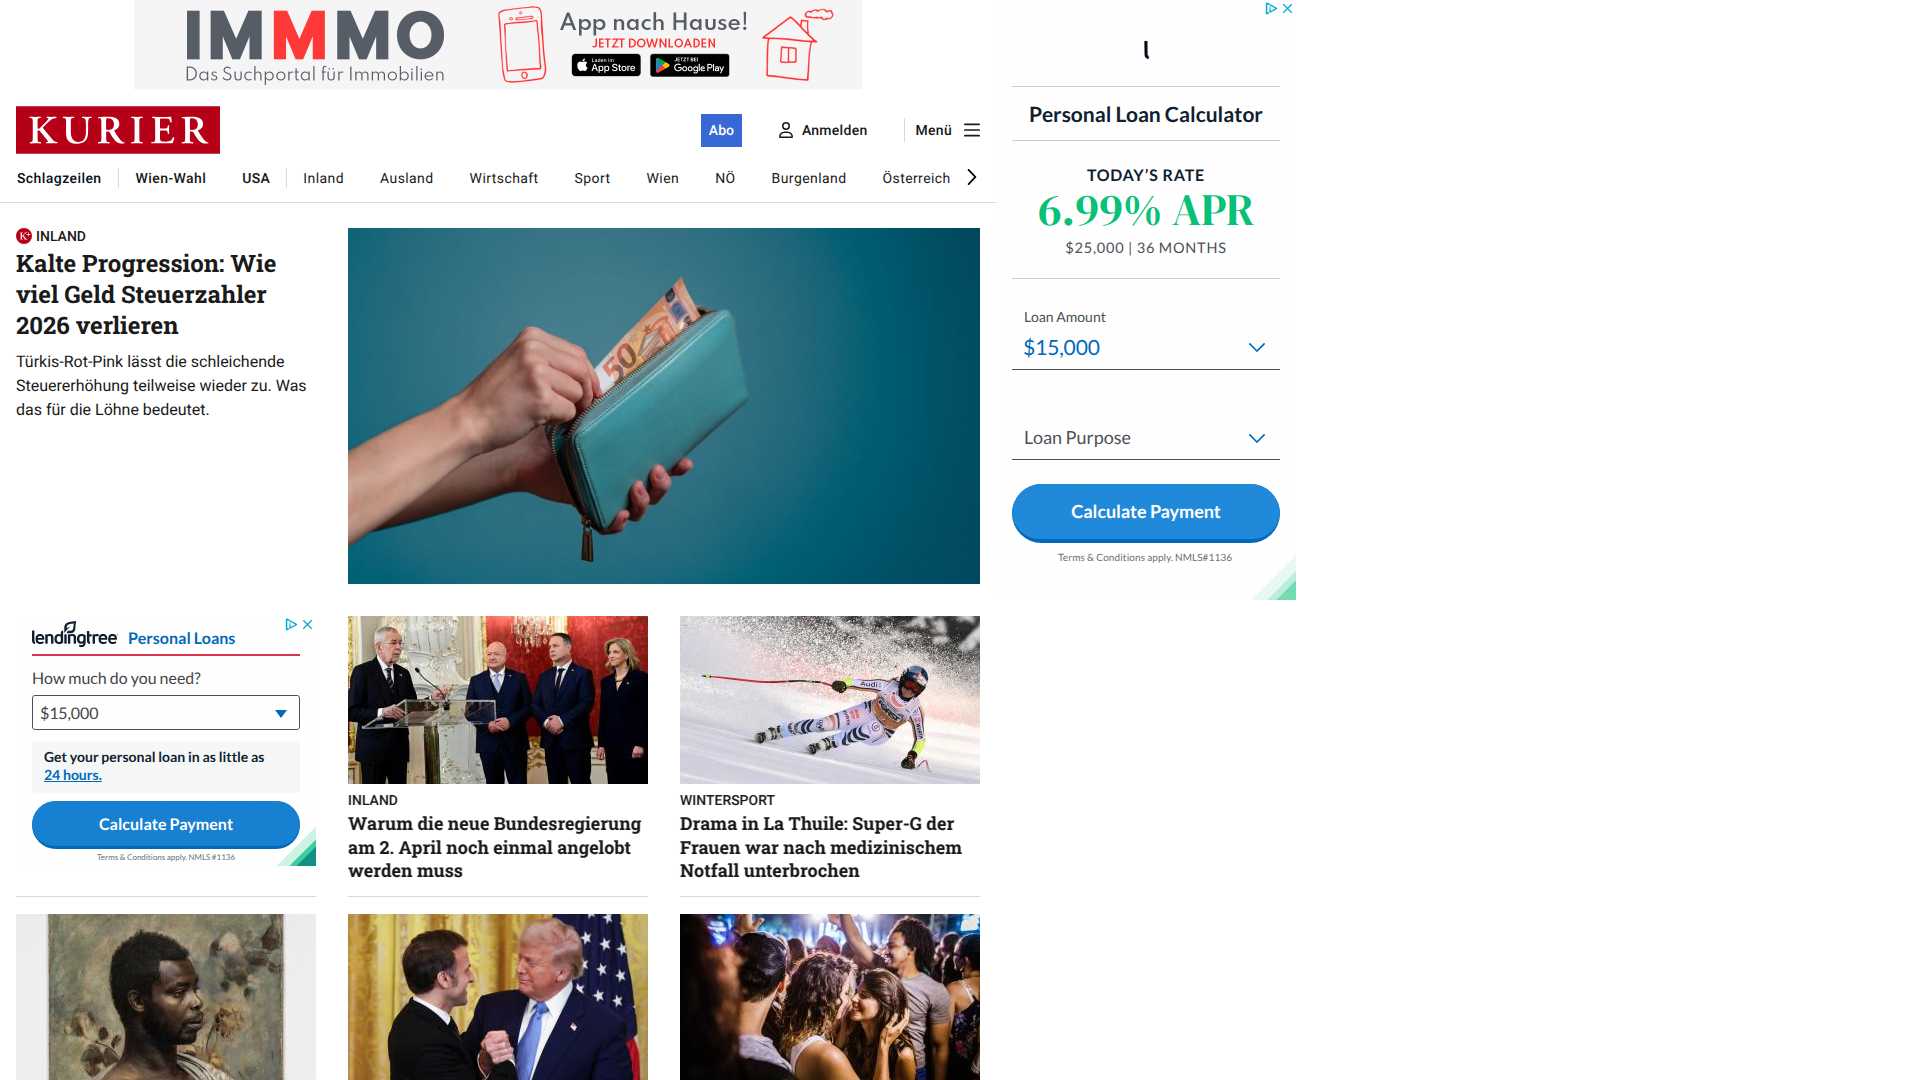 IMMMO
Das Suchportal für Immobilien
App nach Hause!
JETZT DOWNLOADEN
Laden im
App Store
JETZT BEI
Google Play
KURIER
Abo
Anmelden
Menü
Schlagzeilen
Wien-Wahl
USA
Inland
Ausland
Wirtschaft
Sport
Wien
NÖ
Burgenland
Österreich
K+ INLAND
Kalte Progression: Wie
viel Geld Steuerzahler
2026 verlieren
Türkis-Rot-Pink lässt die schleichende
Steuererhöhung teilweise wieder zu. Was
das für die Löhne bedeutet.
50
l
Personal Loan Calculator
TODAY'S RATE
6.99% APR
$25,000 | 36 MONTHS
Loan Amount
$15,000
Loan Purpose
Calculate Payment
Terms & Conditions apply. NMLS#1136
lendingtree Personal Loans
How much do you need?
$15,000
Get your personal loan in as little as
24 hours.
Calculate Payment
Terms & Conditions apply. NMLS #1136
INLAND
Warum die neue Bundesregierung
am 2. April noch einmal angelobt
werden muss
Audi
WINTERSPORT
Drama in La Thuile: Super-G der
Frauen war nach medizinischem
Notfall unterbrochen